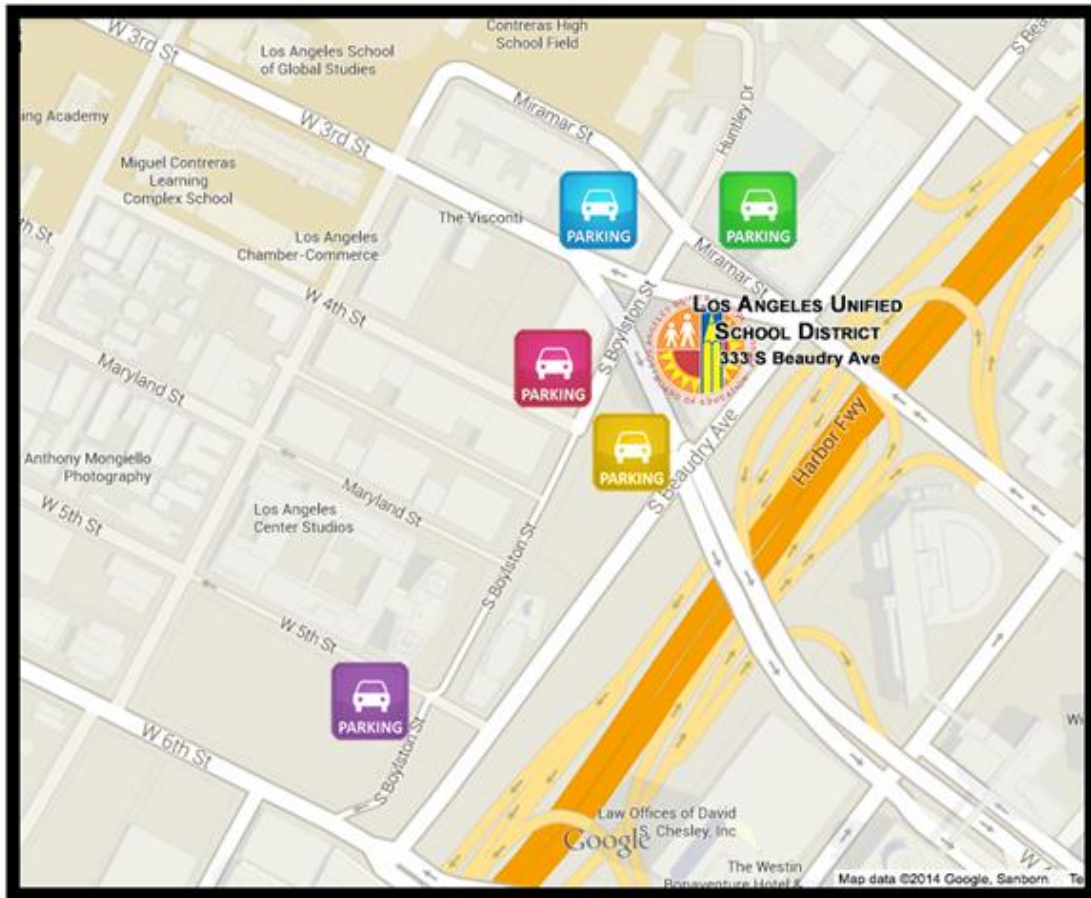 W 3rd St
Los Angeles School
of Global Studies
Contreras High
School Field
S Bea
ang Academy
W 3rd St
Miramar St
Huntley Dr
Miguel Contreras
Learning
Complex School
PARKING
PARKING
The Visconti
Los Angeles
Chamber-Commerce
th St
W 4th St
Miramar St
S Boylston St
LOS ANGELES UNIFIED
SCHOOL DISTRICT
333 S Beaudry Ave
PARKING
Maryland St
PARKING
S Beaudry Ave
Harbor Fwy
Anthony Mongiello
Photography
W 5th St
Maryland St
Los Angeles
Center Studios
S Boylston St
W 5th St
PARKING
W 6th St
S Boylston St
Law Offices of David
S. Chesley, Inc
Google
The Westin
Bonaventure Hotel &
Map data ©2014 Google, Sanborn
Te